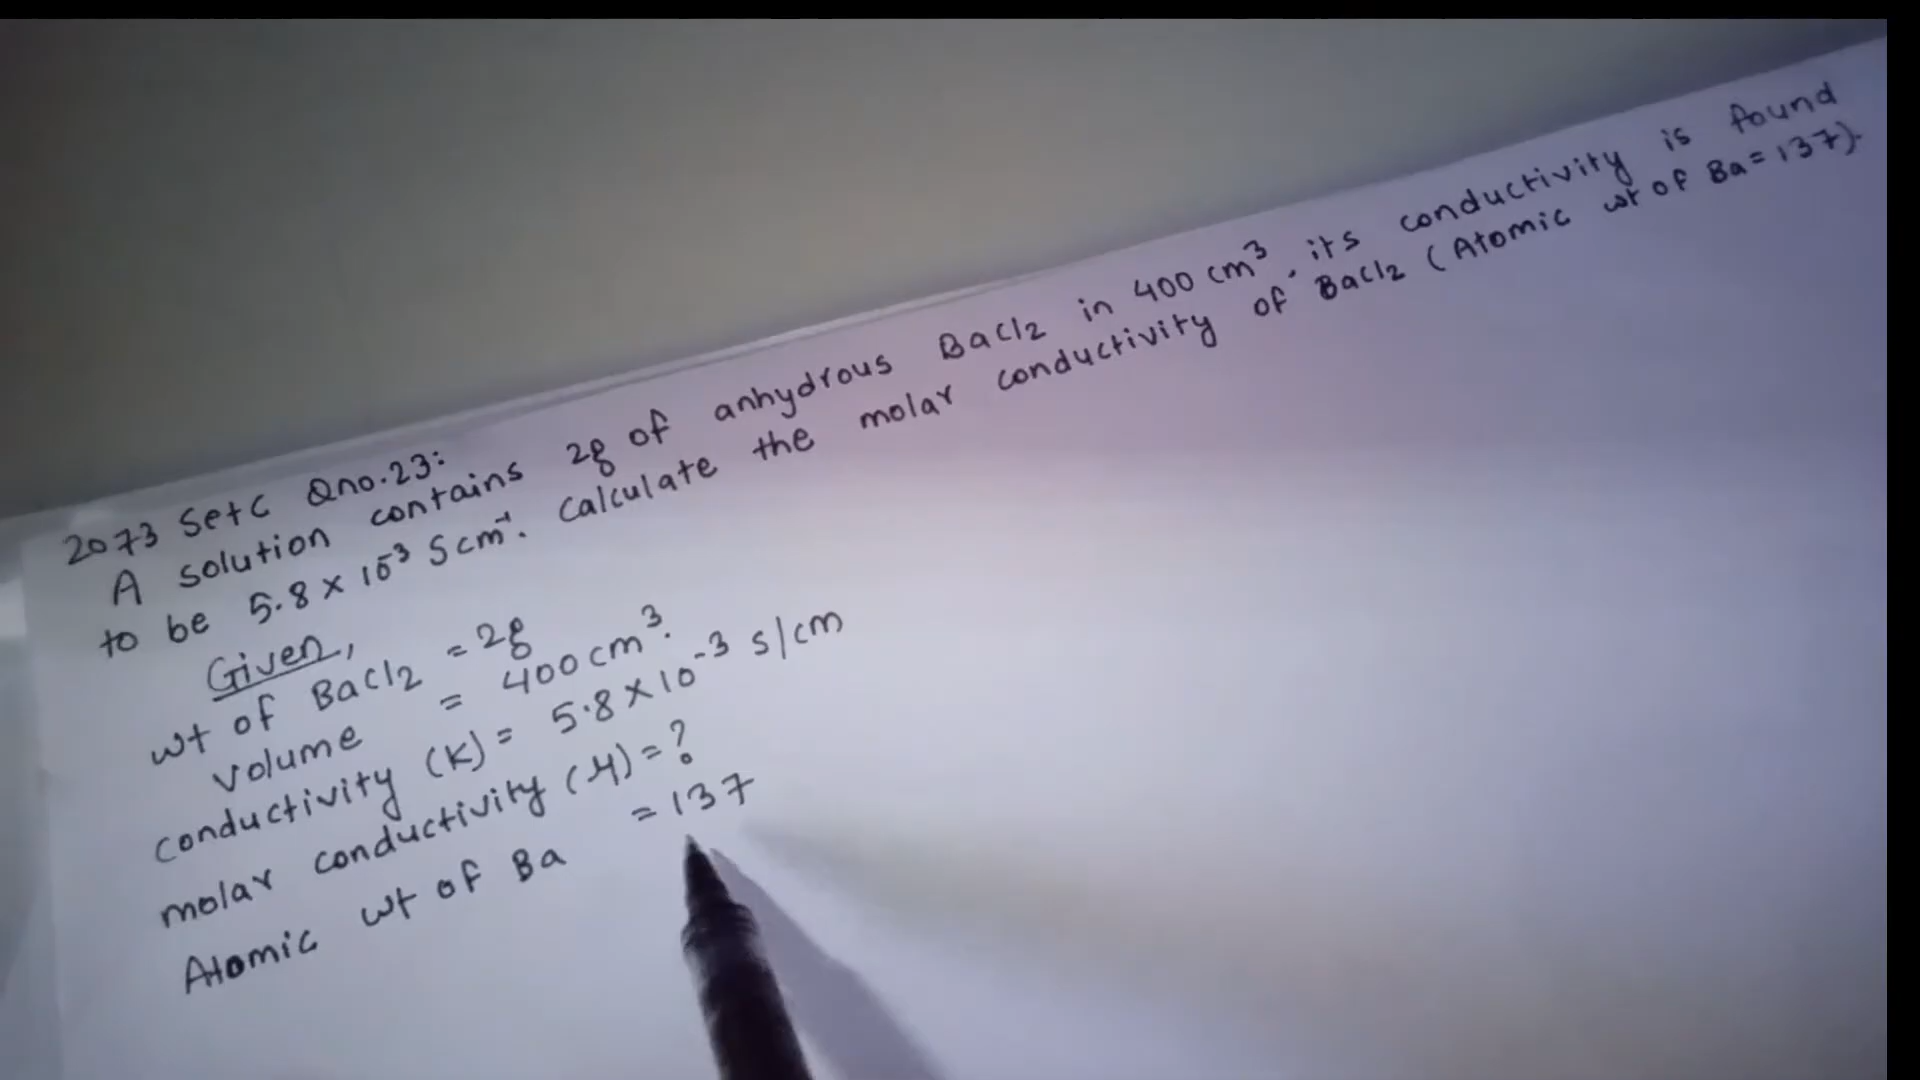 2073 Set C Qno.23:
A solution contains 2g of anhydrous BaCl₂ in 400 cm³. its conductivity is found
to be 5.8 × 10⁻³ S cm⁻¹. Calculate the molar conductivity of BaCl₂ (Atomic wt of Ba = 137).
Given,
wt of BaCl₂ = 2g
volume = 400 cm³.
conductivity (K) = 5.8 × 10⁻³ s/cm
molar conductivity (μ) = ?
Atomic wt of Ba = 137